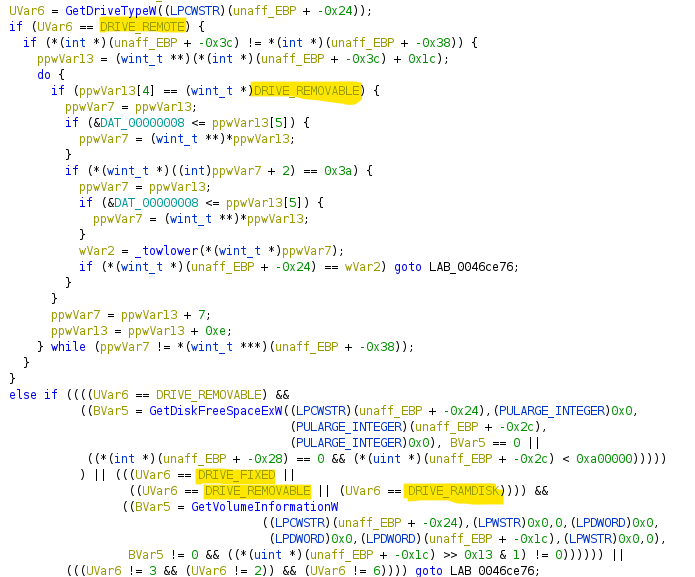 UVar6 = GetDriveTypeW((LPCWSTR)(unaff_EBP + -0x24));
if (UVar6 == DRIVE_REMOTE) {
if (*(int *)(unaff_EBP + -0x3c) != *(int *)(unaff_EBP + -0x38)) {
ppwVar13 = (wint_t **)(*(int *)(unaff_EBP + -0x3c) + 0x1c);
do {
if (ppwVar13[4] == (wint_t *)DRIVE_REMOVABLE) {
ppwVar7 = ppwVar13;
if (&DAT_00000008 <= ppwVar13[5]) {
ppwVar7 = (wint_t **)*ppwVar13;
}
if (*(wint_t *)((int)ppwVar7 + 2) == 0x3a) {
ppwVar7 = ppwVar13;
if (&DAT_00000008 <= ppwVar13[5]) {
ppwVar7 = (wint_t **)*ppwVar13;
}
wVar2 = _towlower(*(wint_t *)ppwVar7);
if (*(wint_t *)(unaff_EBP + -0x24) == wVar2) goto LAB_0046ce76;
}
}
ppwVar7 = ppwVar13 + 7;
ppwVar13 = ppwVar13 + 0xe;
} while (ppwVar7 != *(wint_t ***)(unaff_EBP + -0x38));
}
}
else if ((((UVar6 == DRIVE_REMOVABLE) &&
((BVar5 = GetDiskFreeSpaceExW((LPCWSTR)(unaff_EBP + -0x24),(PULARGE_INTEGER)0x0,
(PULARGE_INTEGER)(unaff_EBP + -0x2c),
(PULARGE_INTEGER)0x0), BVar5 == 0 ||
((*(int *)(unaff_EBP + -0x28) == 0 && (*(uint *)(unaff_EBP + -0x2c) < 0xa00000)))))
) || (((UVar6 == DRIVE_FIXED ||
((UVar6 == DRIVE_REMOVABLE || (UVar6 == DRIVE_RAMDISK)))) &&
((BVar5 = GetVolumeInformationW
((LPCWSTR)(unaff_EBP + -0x24),(LPWSTR)0x0,0,(LPDWORD)0x0,
(LPDWORD)0x0,(LPDWORD)(unaff_EBP + -0x1c),(LPWSTR)0x0,0),
BVar5 != 0 && ((*(uint *)(unaff_EBP + -0x1c) >> 0x13 & 1) != 0)))))) ||
(((UVar6 != 3 && (UVar6 != 2)) && (UVar6 != 6)))) goto LAB_0046ce76;